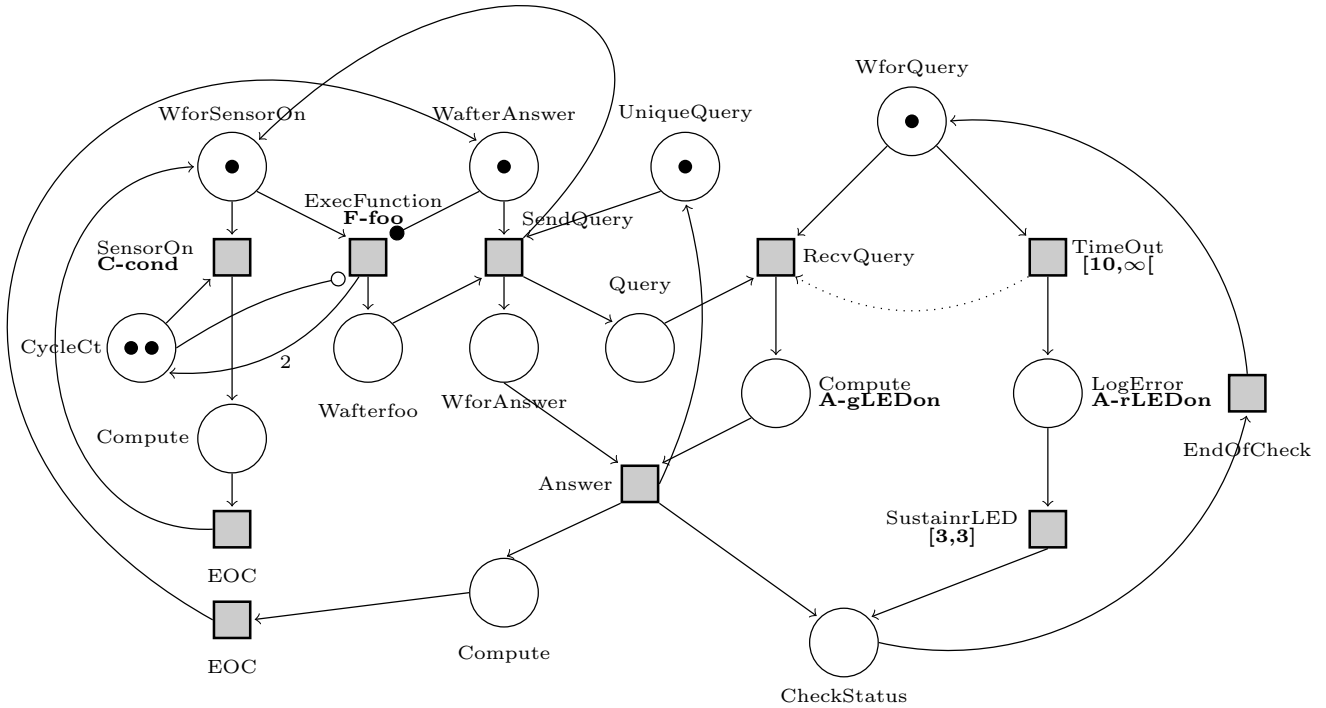 WforQuery
WforSensorOn
WafterAnswer
UniqueQuery
ExecFunction
F-foo
SendQuery
SensorOn
C-cond
RecvQuery
TimeOut
[10,∞[
Query
CycleCt
2
Wafterfoo
WforAnswer
Compute
A-gLEDon
LogError
A-rLEDon
Compute
EndOfCheck
Answer
SustainrLED
[3,3]
EOC
EOC
Compute
CheckStatus